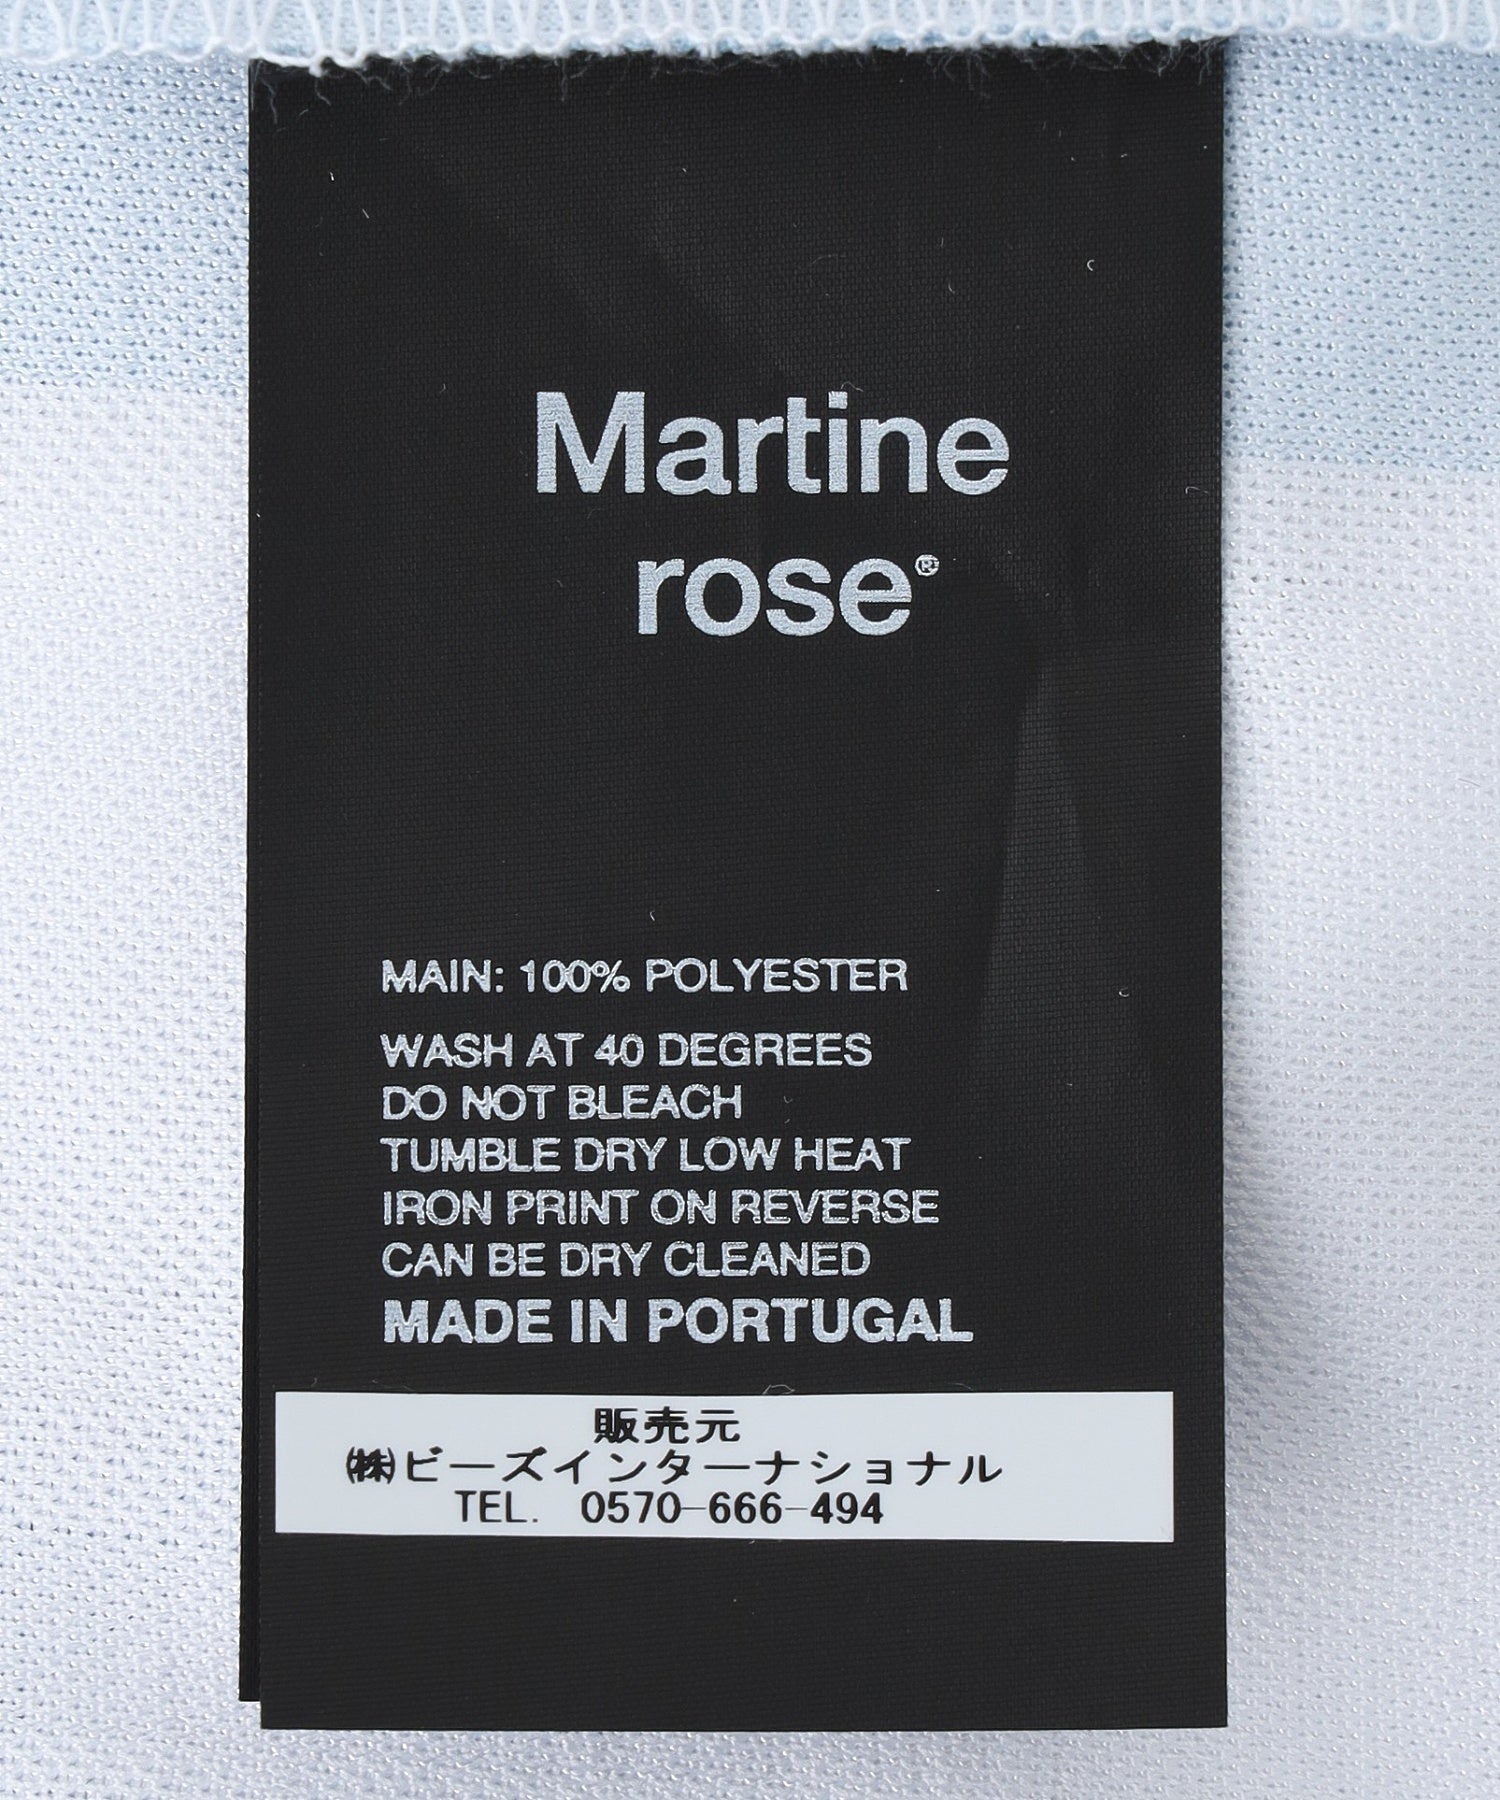 Martine
rose®
MAIN: 100% POLYESTER
WASH AT 40 DEGREES
DO NOT BLEACH
TUMBLE DRY LOW HEAT
IRON PRINT ON REVERSE
CAN BE DRY CLEANED
MADE IN PORTUGAL
販売元
㈱ビーズインターナショナル
TEL. 0570-666-494